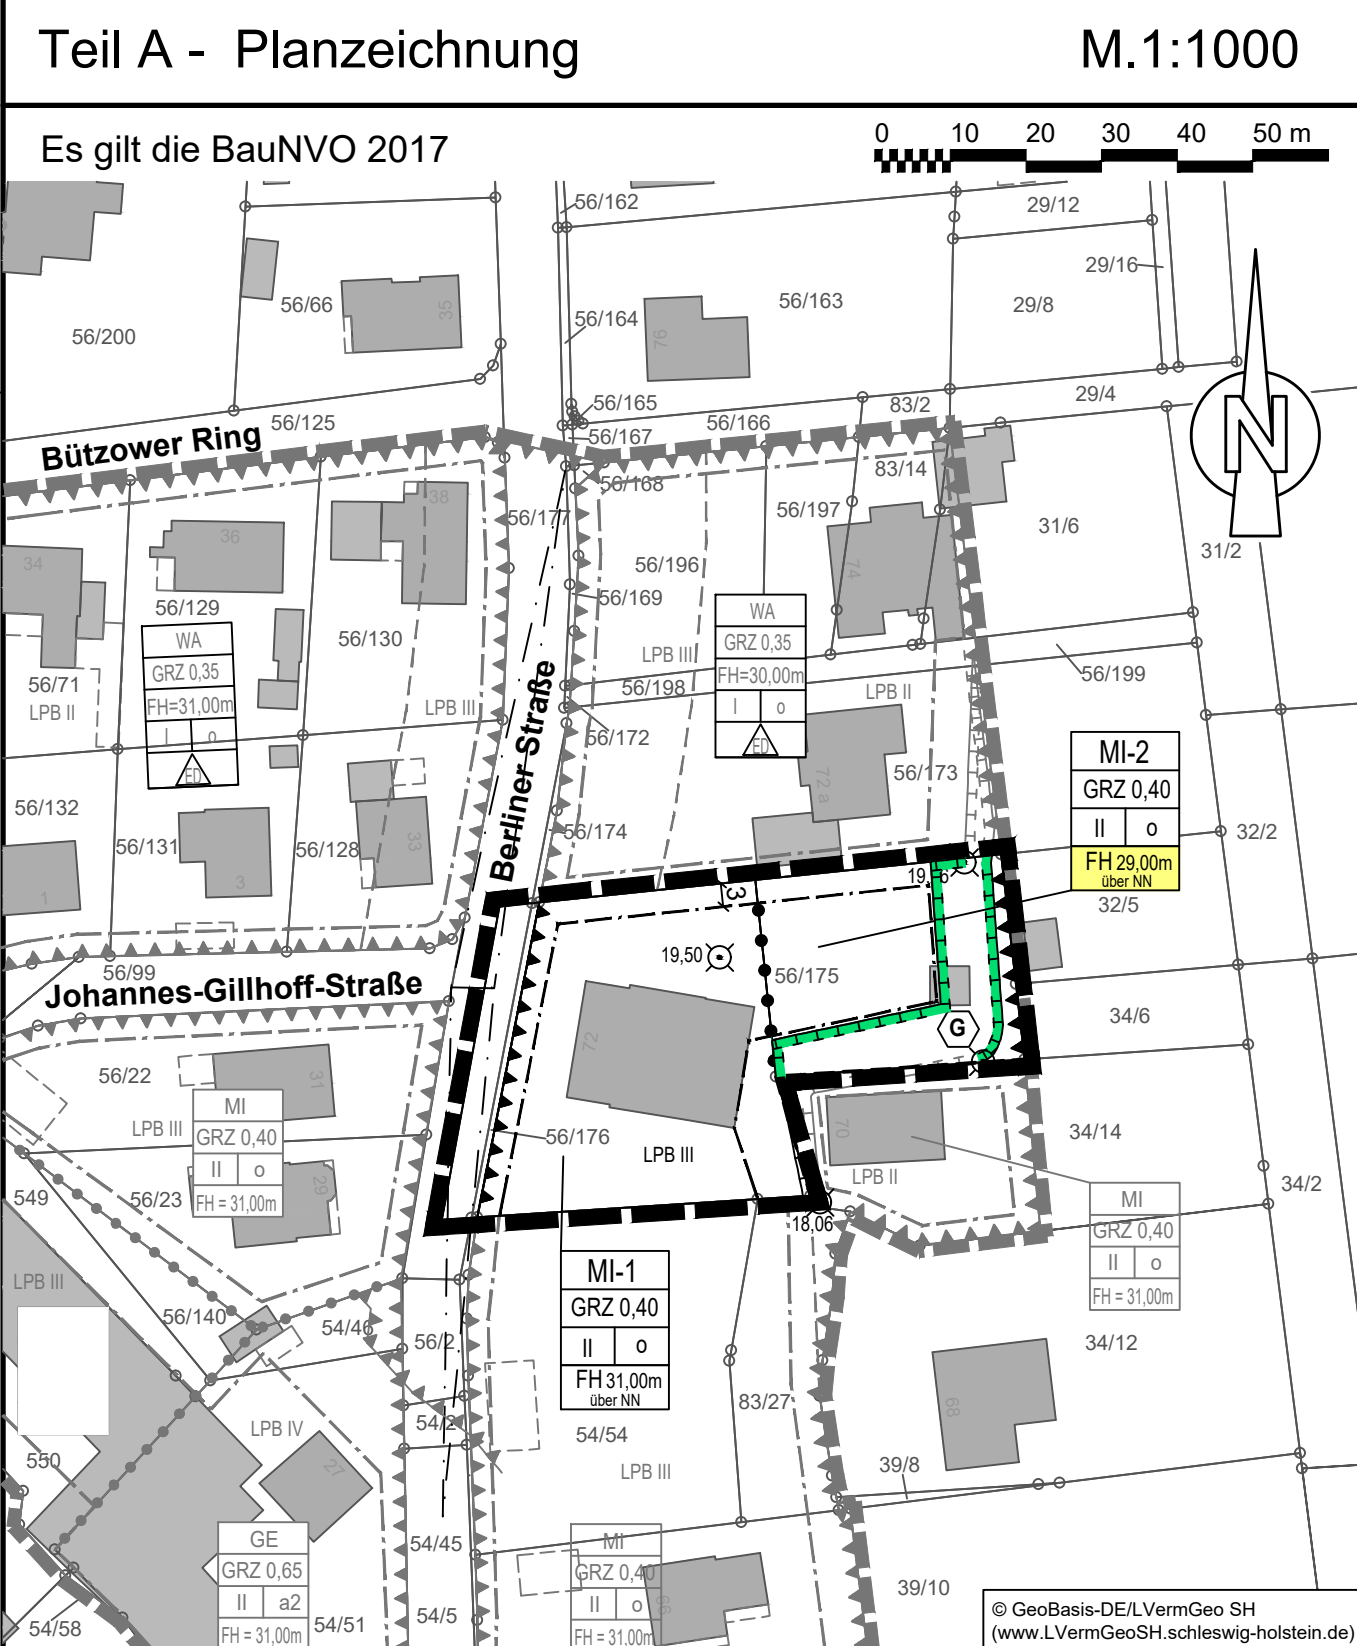 Teil A - Planzeichnung
M.1:1000
Es gilt die BauNVO 2017
0 10 20 30 40 50 m
56/162
29/12
29/16
56/66
35
56/163
29/8
56/200
56/164
76
29/4
56/165
83/2
56/125
56/167
56/166
Bützower Ring
N
83/14
56/168
38
56/177
56/197
31/6
36
31/2
34
56/196
74
56/129
56/169
56/130
WA
GRZ 0,35
FH=31,00m
I o
ED
WA
GRZ 0,35
FH=30,00m
I o
ED
LPB III
56/71
LPB II
56/198
LPB II
56/199
LPB III
Berliner Straße
56/172
MI-2
GRZ 0,40
II o
FH 29,00m
über NN
56/173
72 a
56/132
56/131
56/128
33
56/174
32/2
1
3
19,
6
3
32/5
56/99
19,50
56/175
Johannes-Gillhoff-Straße
34/6
G
72
56/22
31
MI
GRZ 0,40
II o
FH = 31,00m
LPB III
56/176
LPB III
70
34/14
LPB II
549
56/23
29
34/2
MI
GRZ 0,40
II o
FH = 31,00m
18,06
LPB III
MI-1
GRZ 0,40
II o
FH 31,00m
über NN
56/140
54/46
56/2
34/12
83/27
68
LPB IV
54/2
54/54
550
27
LPB III
39/8
GE
GRZ 0,65
II a2
FH = 31,00m
54/45
MI
GRZ 0,40
II o
FH = 31,00m
66
39/10
54/58
54/51
54/5
© GeoBasis-DE/LVermGeo SH
(www.LVermGeoSH.schleswig-holstein.de)